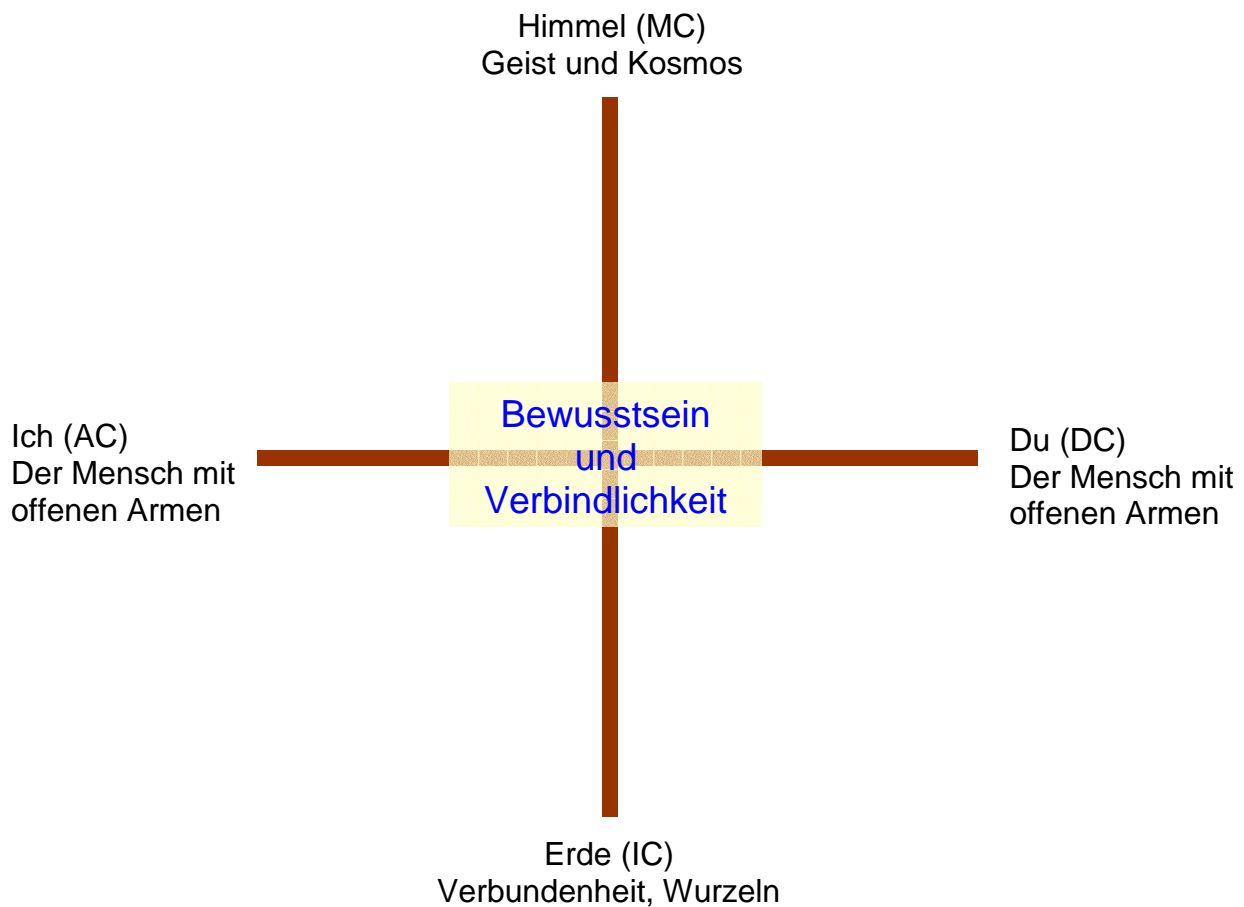 Himmel (MC)
Geist und Kosmos
Bewusstsein
und
Verbindlichkeit
Ich (AC)
Der Mensch mit
offenen Armen
Du (DC)
Der Mensch mit
offenen Armen
Erde (IC)
Verbundenheit, Wurzeln